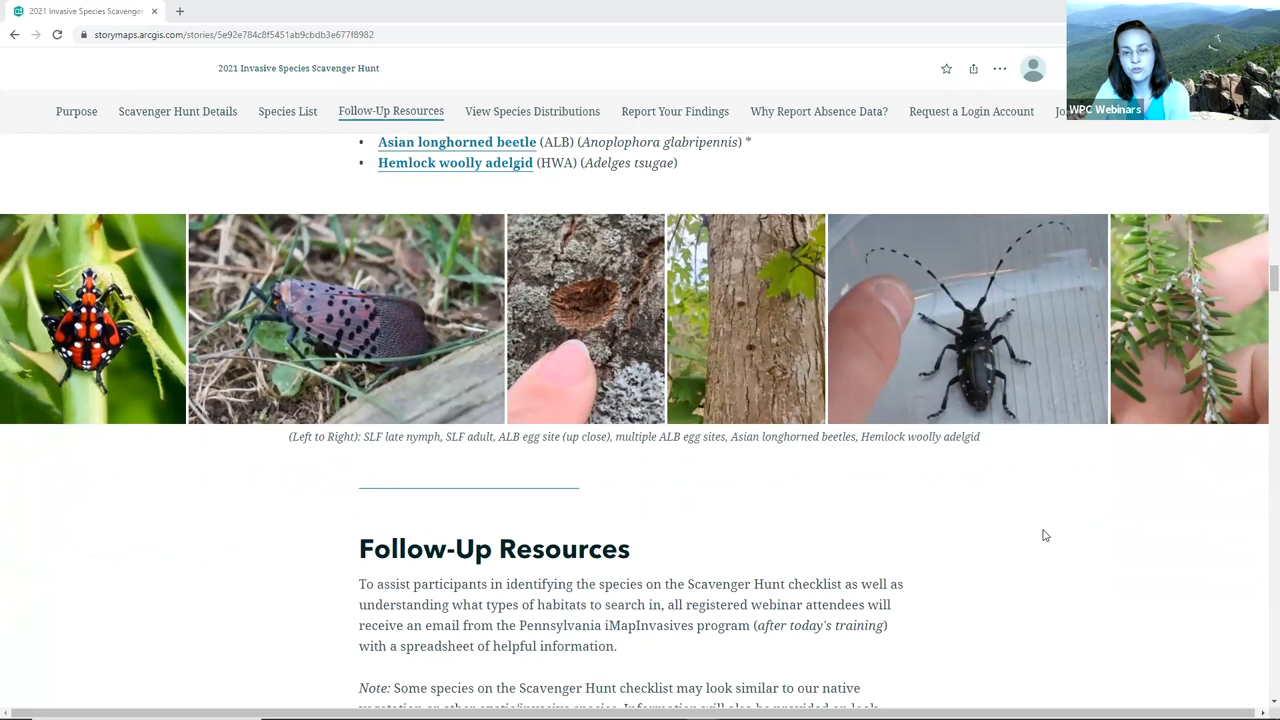 2021 Invasive Species Scavenger
storymaps.arcgis.com/stories/5e92e784c8f5451ab9cbdb3e677f8982
2021 Invasive Species Scavenger Hunt
WPC Webinars
Purpose Scavenger Hunt Details Species List Follow-Up Resources View Species Distributions Report Your Findings Why Report Absence Data? Request a Login Account
• Asian longhorned beetle (ALB) (Anoplophora glabripennis) *
• Hemlock woolly adelgid (HWA) (Adelges tsugae)
(Left to Right): SLF late nymph, SLF adult, ALB egg site (up close), multiple ALB egg sites, Asian longhorned beetles, Hemlock woolly adelgid
Follow-Up Resources
To assist participants in identifying the species on the Scavenger Hunt checklist as well as
understanding what types of habitats to search in, all registered webinar attendees will
receive an email from the Pennsylvania iMapInvasives program (after today's training)
with a spreadsheet of helpful information.
Note: Some species on the Scavenger Hunt checklist may look similar to our native